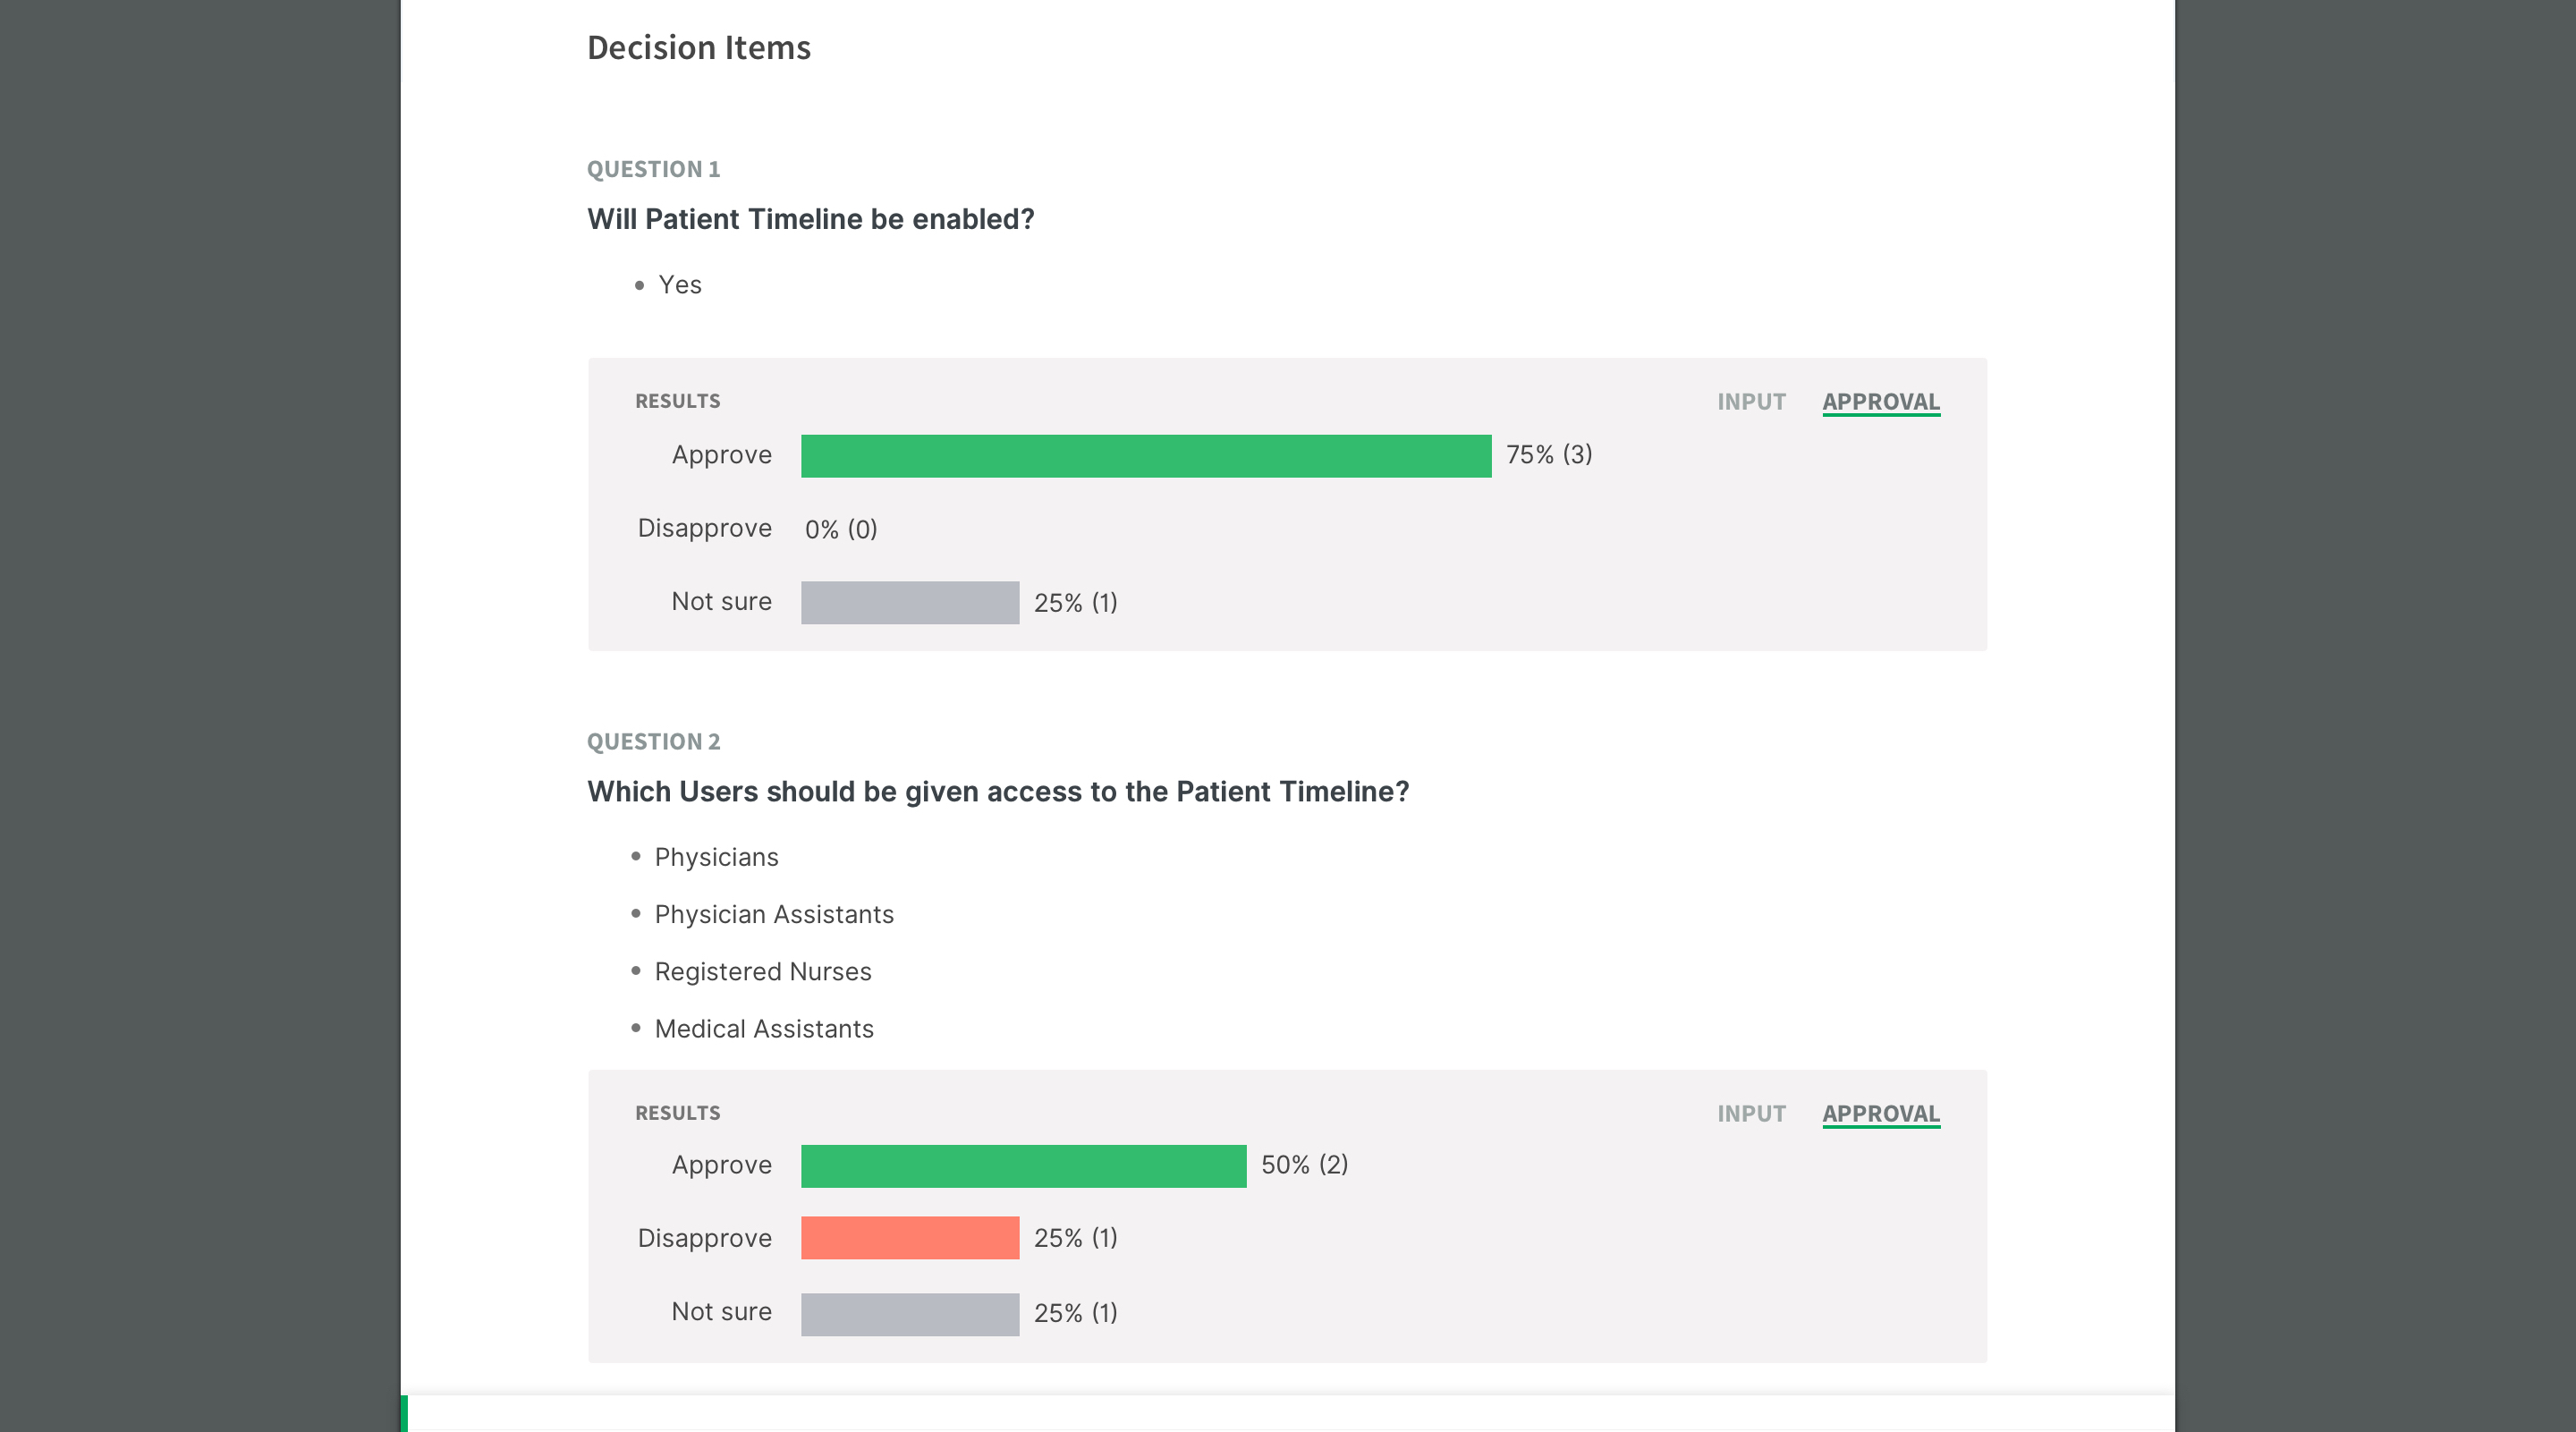 Decision Items
QUESTION 1
Will Patient Timeline be enabled?
Yes
RESULTS
INPUT APPROVAL
Approve 75% (3)
Disapprove 0% (0)
Not sure 25% (1)
QUESTION 2
Which Users should be given access to the Patient Timeline?
Physicians
Physician Assistants
Registered Nurses
Medical Assistants
RESULTS
INPUT APPROVAL
Approve 50% (2)
Disapprove 25% (1)
Not sure 25% (1)